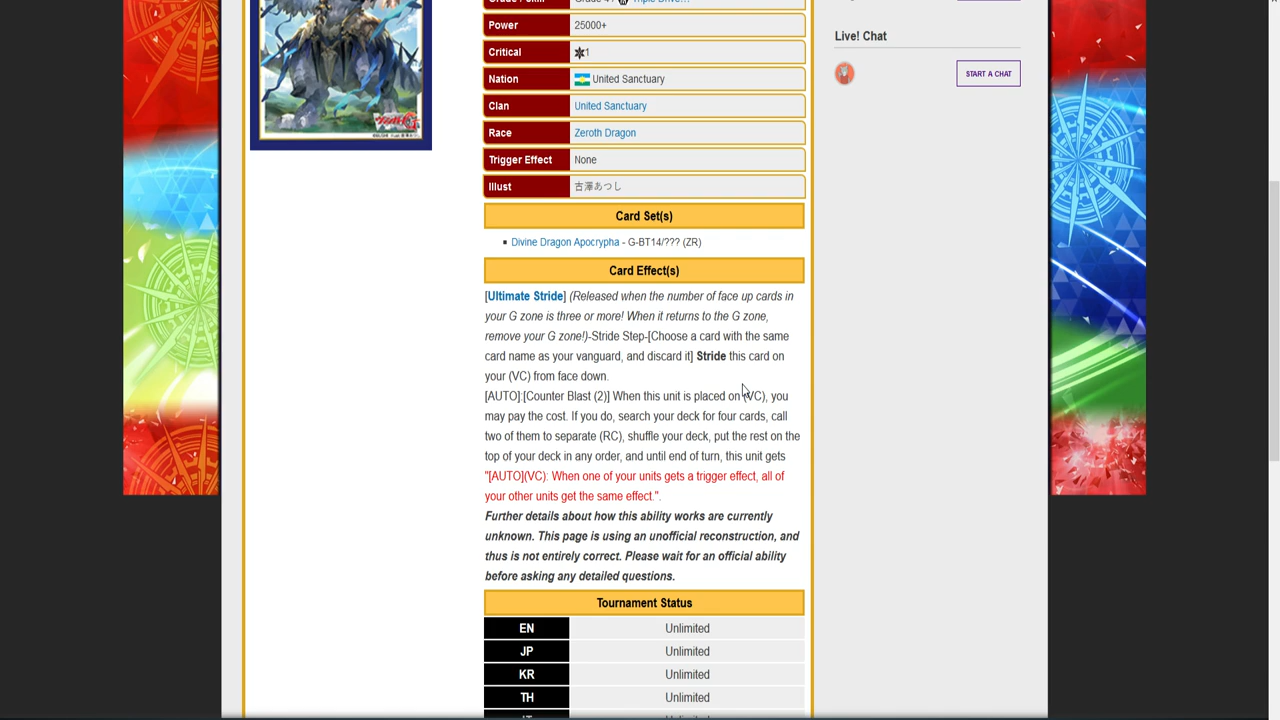 Power 25000+
Critical 1
Nation United Sanctuary
Clan United Sanctuary
Race Zeroth Dragon
Trigger Effect None
Illust 古澤あつし
Card Set(s)
Divine Dragon Apocrypha - G-BT14/??? (ZR)
Card Effect(s)
[Ultimate Stride] (Released when the number of face up cards in
your G zone is three or more! When it returns to the G zone,
remove your G zone!)-Stride Step-[Choose a card with the same
card name as your vanguard, and discard it] Stride this card on
your (VC) from face down.
[AUTO]:[Counter Blast (2)] When this unit is placed on (VC), you
may pay the cost. If you do, search your deck for four cards, call
two of them to separate (RC), shuffle your deck, put the rest on the
top of your deck in any order, and until end of turn, this unit gets
"[AUTO](VC): When one of your units gets a trigger effect, all of
your other units get the same effect.".
Further details about how this ability works are currently
unknown. This page is using an unofficial reconstruction, and
thus is not entirely correct. Please wait for an official ability
before asking any detailed questions.
Tournament Status
EN Unlimited
JP Unlimited
KR Unlimited
TH Unlimited
Live! Chat
START A CHAT